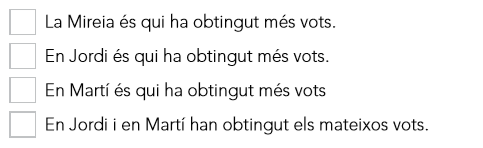 La Mireia és qui ha obtingut més vots.
En Jordi és qui ha obtingut més vots.
En Martí és qui ha obtingut més vots
En Jordi i en Martí han obtingut els mateixos vots.